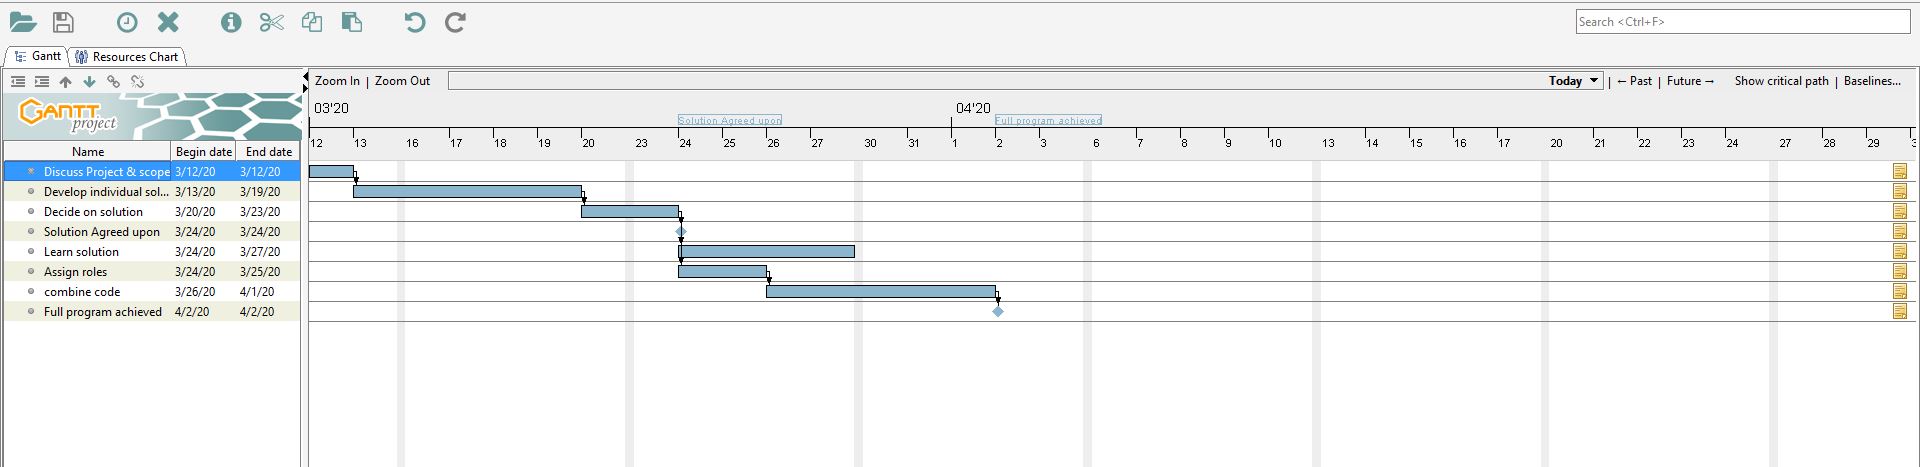 Search <Ctrl+F>
Gantt
Resources Chart
Zoom In | Zoom Out
Today
← Past | Future → Show critical path | Baselines...
GANTT
project
03'20 04'20
Solution Agreed upon Full program achieved
12 13 16 17 18 19 20 23 24 25 26 27 30 31 1 2 3 6 7 8 9 10 13 14 15 16 17 20 21 22 23 24 27 28 29
Name Begin date End date
Discuss Project & scope 3/12/20 3/12/20
Develop individual sol... 3/13/20 3/19/20
Decide on solution 3/20/20 3/23/20
Solution Agreed upon 3/24/20 3/24/20
Learn solution 3/24/20 3/27/20
Assign roles 3/24/20 3/25/20
combine code 3/26/20 4/1/20
Full program achieved 4/2/20 4/2/20